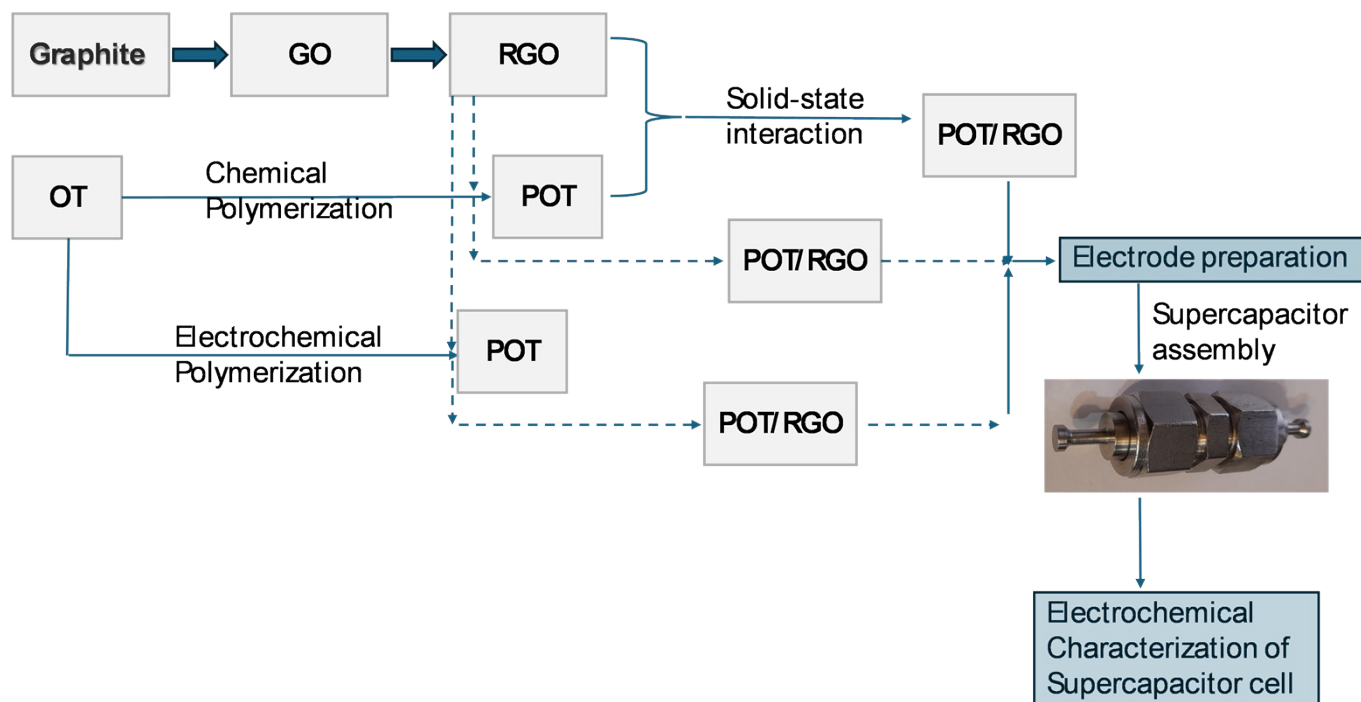 Graphite
GO
RGO
Solid-state
interaction
POT/RGO
OT
Chemical
Polymerization
POT
POT/RGO
Electrode preparation
Electrochemical
Polymerization
POT
Supercapacitor
assembly
POT/RGO
Electrochemical
Characterization of
Supercapacitor cell